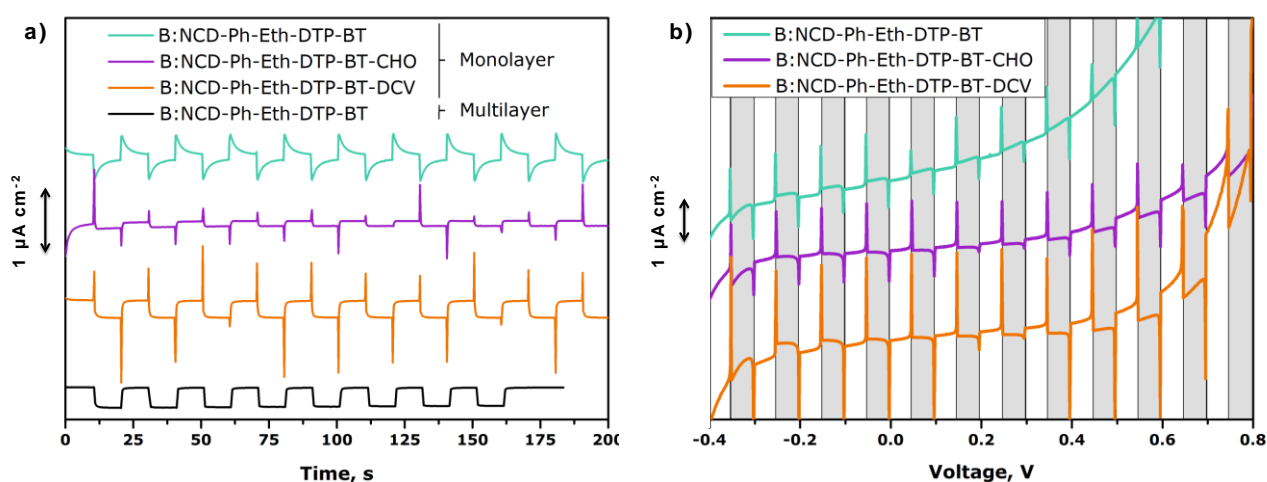 a)
B:NCD-Ph-Eth-DTP-BT
B:NCD-Ph-Eth-DTP-BT-CHO
Monolayer
B:NCD-Ph-Eth-DTP-BT-DCV
B:NCD-Ph-Eth-DTP-BT
Multilayer
1 µA cm-2
0 25 50 75 100 125 150 175 200
Time, s
b)
B:NCD-Ph-Eth-DTP-BT
B:NCD-Ph-Eth-DTP-BT-CHO
B:NCD-Ph-Eth-DTP-BT-DCV
1 µA cm-2
-0.4 -0.2 0.0 0.2 0.4 0.6 0.8
Voltage, V